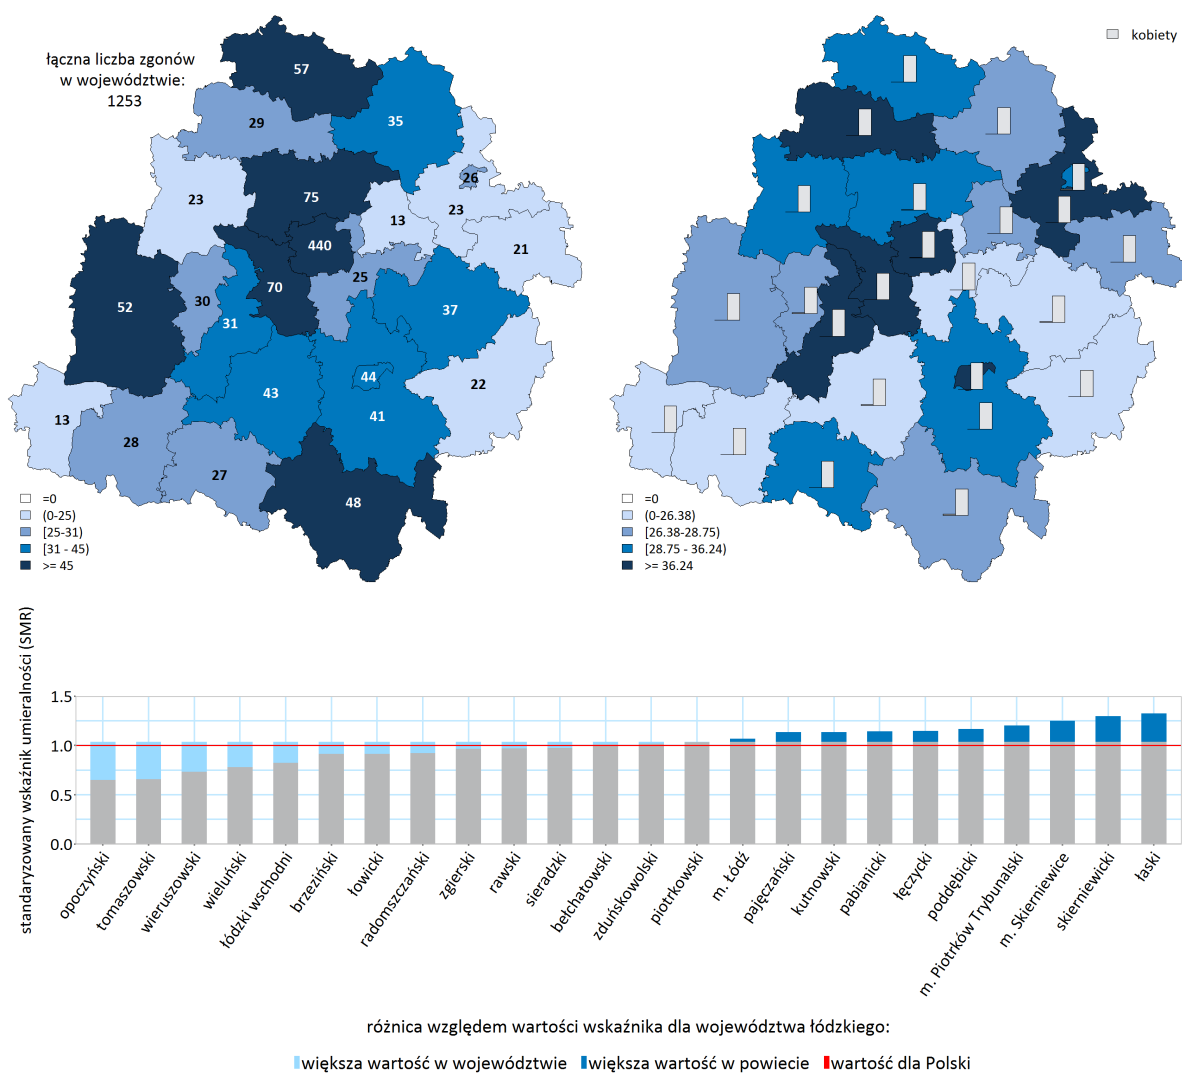 łączna liczba zgonów
w województwie:
1253
57
29
35
26
23
75
23
13
21
440
25
70
52
30
31
37
44
22
43
41
13
28
27
48
=0
(0-25)
[25-31)
[31 - 45)
>= 45
kobiety
=0
(0-26.38)
[26.38-28.75)
[28.75 - 36.24)
>= 36.24
standaryzowany wskaźnik umieralności (SMR)
1.5
1.0
0.5
0.0
opoczyński
tomaszowski
wieruszowski
wieluński
łódzki wschodni
brzeziński
łowicki
radomszczański
zgierski
rawski
sieradzki
bełchatowski
zduńskowolski
piotrkowski
m. Łódź
pajęczański
kutnowski
pabianicki
łęczycki
poddębicki
m. Piotrków Trybunalski
m. Skierniewice
skierniewicki
łaski
różnica względem wartości wskaźnika dla województwa łódzkiego:
większa wartość w województwie
większa wartość w powiecie
wartość dla Polski